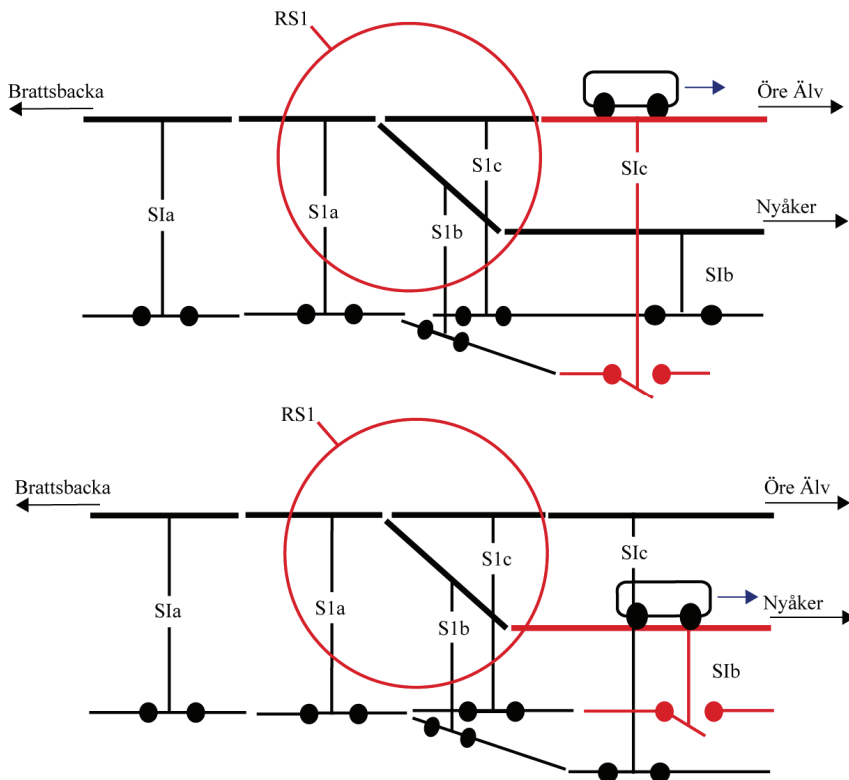 RS1
Brattsbacka
Öre Älv
S1c
SIc
SIa
S1a
Nyåker
S1b
SIb
RS1
Brattsbacka
Öre Älv
S1c
SIc
SIa
S1a
Nyåker
S1b
SIb